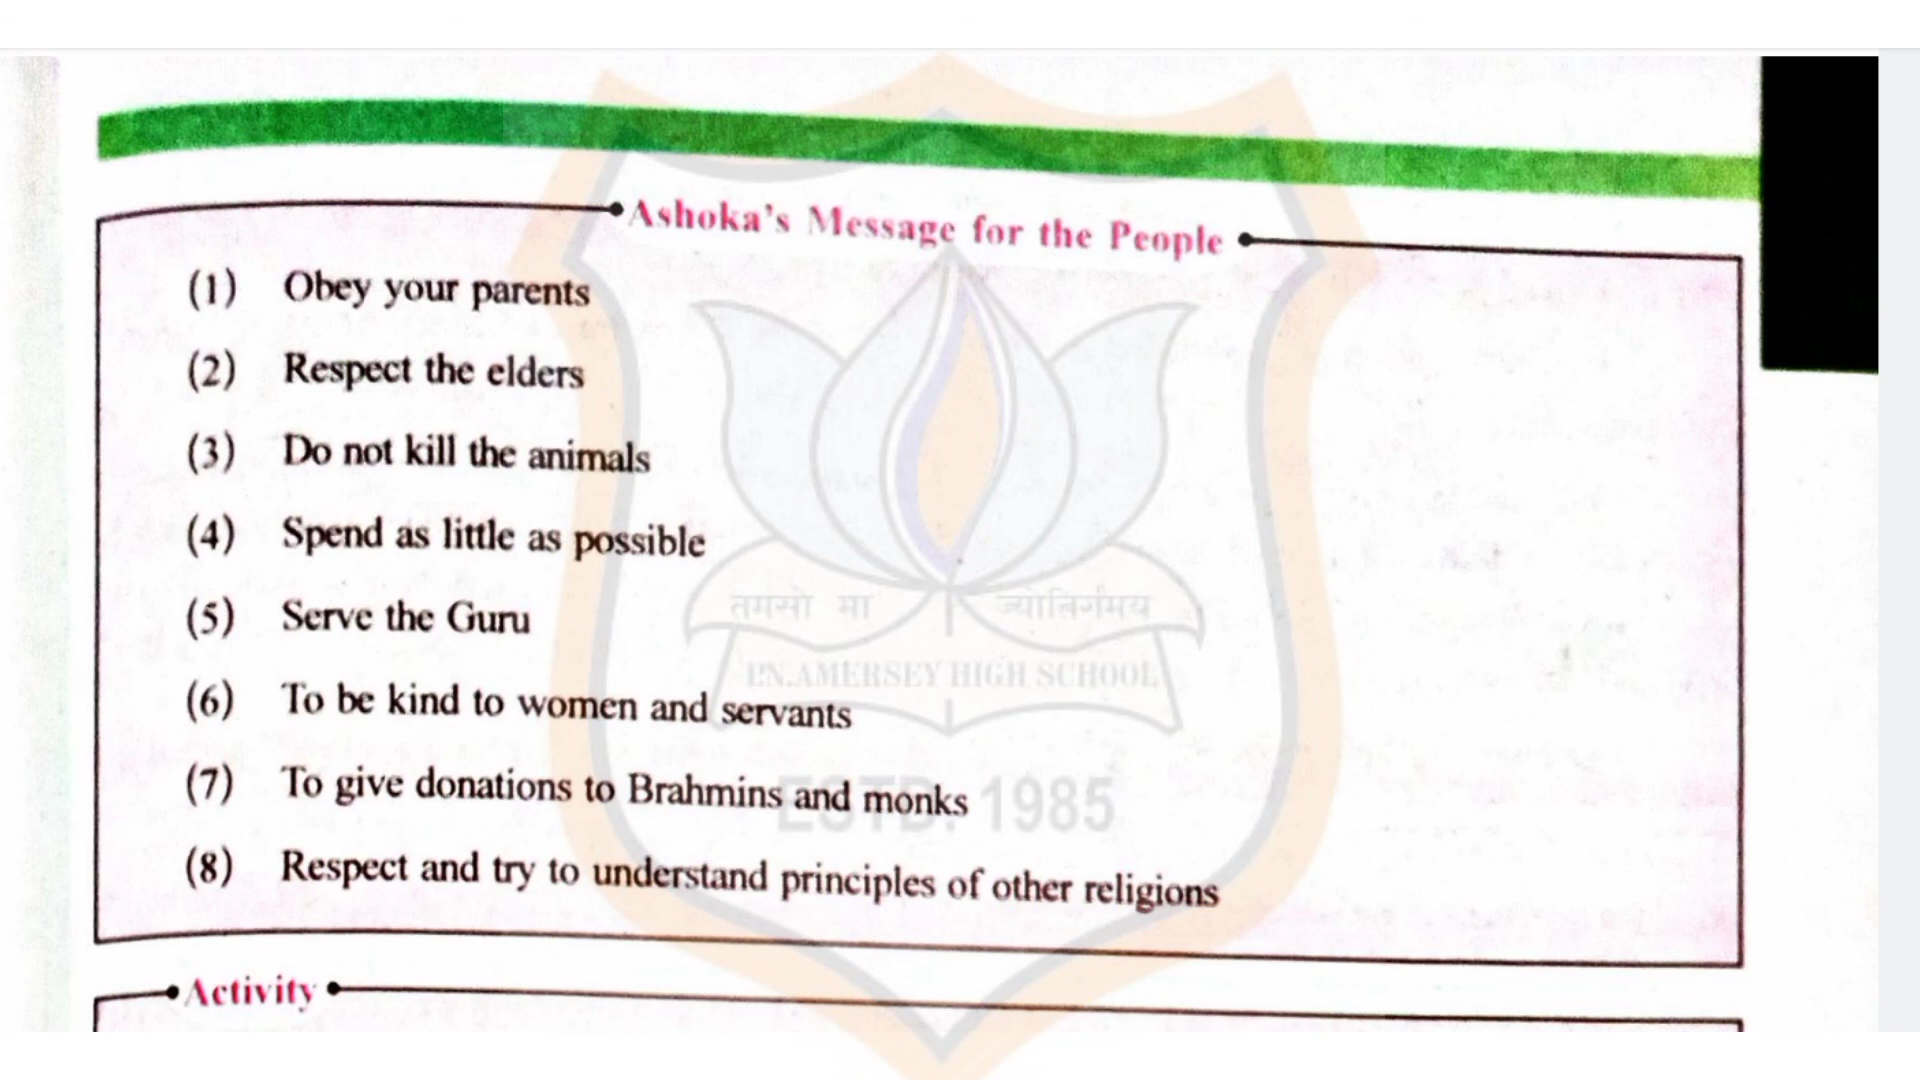 Ashoka's Message for the People
(1) Obey your parents
(2) Respect the elders
(3) Do not kill the animals
(4) Spend as little as possible
(5) Serve the Guru
(6) To be kind to women and servants
(7) To give donations to Brahmins and monks
(8) Respect and try to understand principles of other religions
तमसो मा ज्योतिर्गमय
P.N.AMERSEY HIGH SCHOOL
ESTD. 1985
Activity